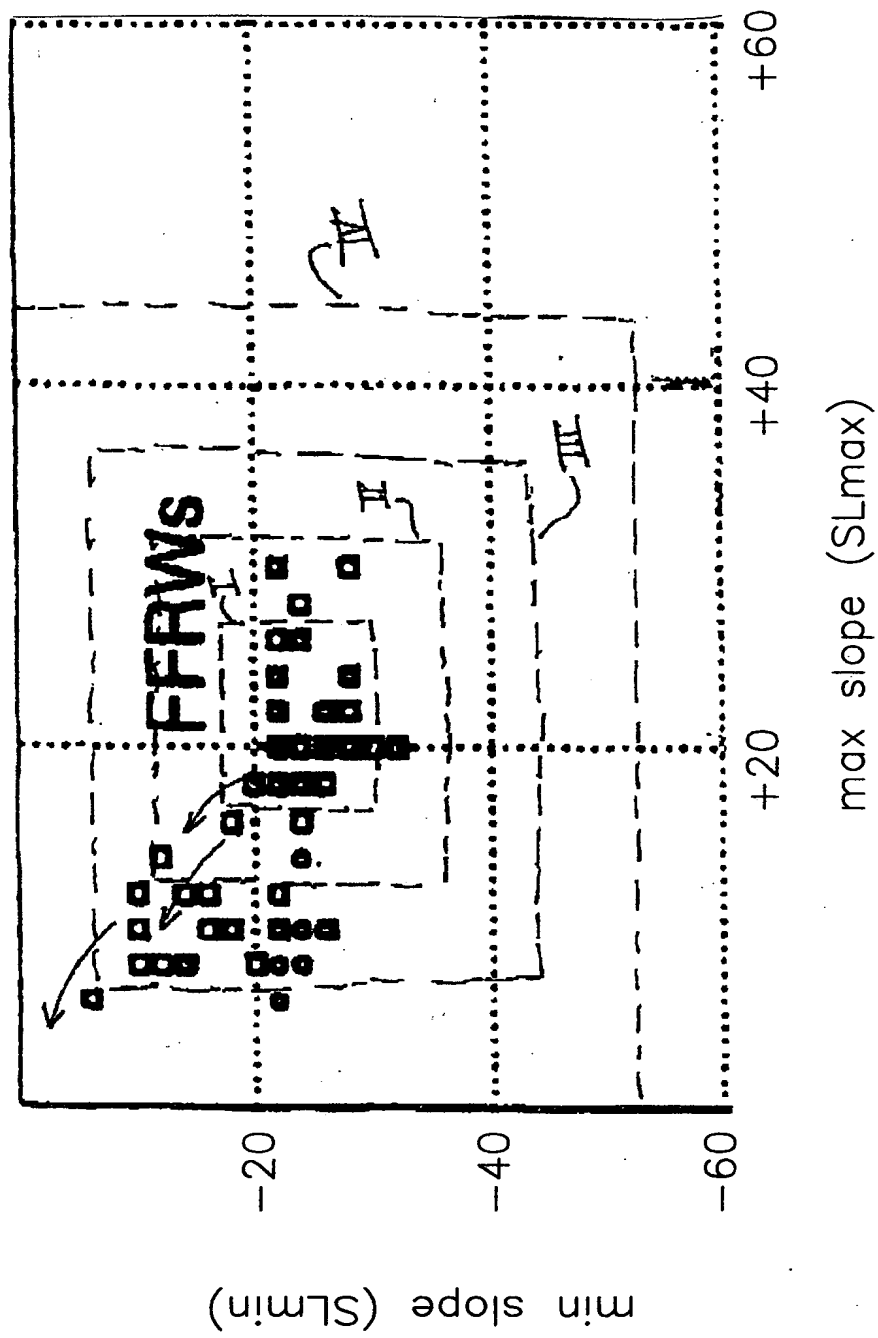 FFRWs
I
II
III
IV
-20
-40
-60
+20
+40
+60
max slope (SLmax)
min slope (SLmin)